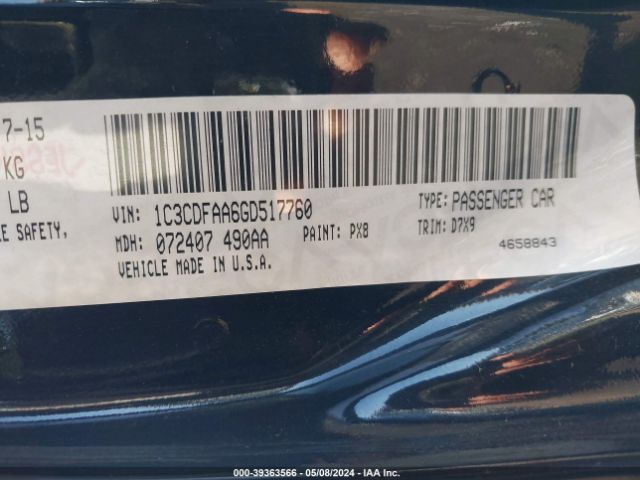 7-15
KG
LB
E SAFETY,
VIN: 1C3CDFAA6GD517760
TYPE: PASSENGER CAR
MDH: 072407 490AA
PAINT: PX8
TRIM: D7X9
VEHICLE MADE IN U.S.A.
4658843
000-39363566 - 05/08/2024 - IAA Inc.